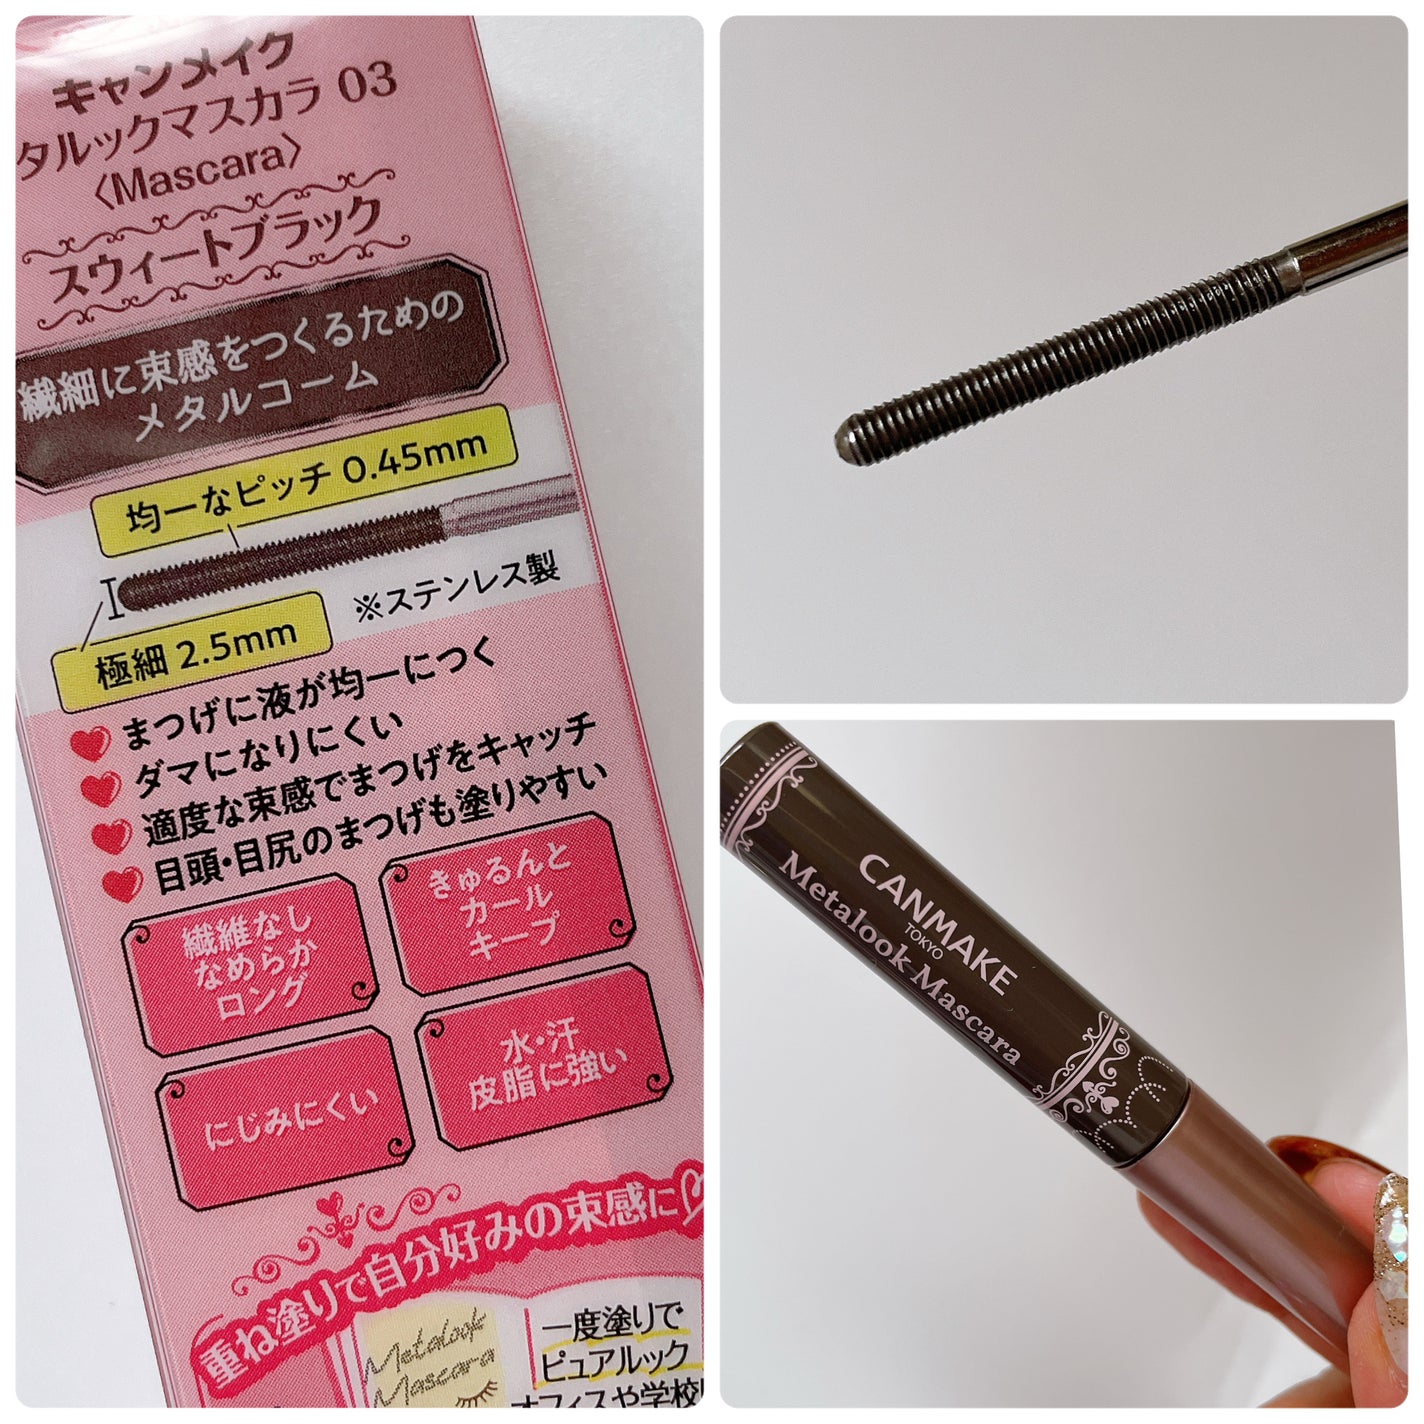 キャンメイク
タルックマスカラ 03
〈Mascara〉
スウィートブラック
繊細に束感をつくるための
メタルコーム
均一なピッチ 0.45mm
※ステンレス製
極細 2.5mm
まつげに液が均一につく
ダマになりにくい
適度な束感でまつげをキャッチ
目頭・目尻のまつげも塗りやすい
繊維なし
なめらか
ロング
きゅるんと
カール
キープ
にじみにくい
水・汗
皮脂に強い
重ね塗りで自分好みの束感に
Metalook
Mascara
一度塗りで
ピュアルック
オフィスや学校
CANMAKE
TOKYO
Metalook Mascara